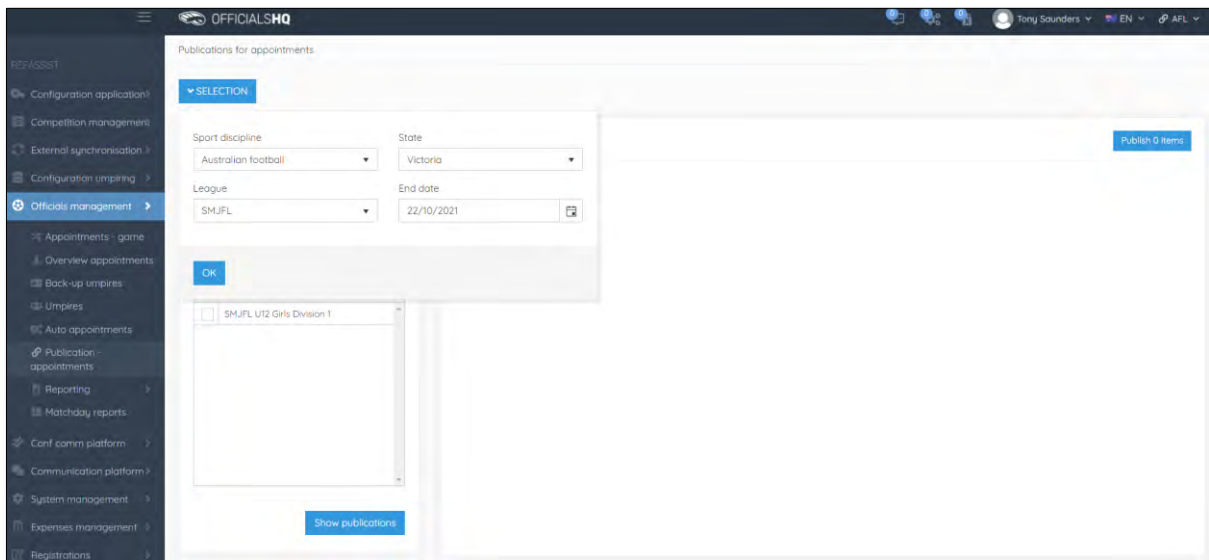 OFFICIALSHQ
0
0
0
Tony Saunders
EN
AFL
Publications for appointments
REFASSIST
Configuration application
Competition management
External synchronisation
Configuration umpiring
Officials management
Appointments - game
Overview appointments
Back-up umpires
Umpires
Auto appointments
Publication -
appointments
Reporting
Matchday reports
Conf comm platform
Communication platform
System management
Expenses management
Registrations
SELECTION
Sport discipline
State
Australian football
Victoria
League
End date
SMJFL
22/10/2021
OK
SMJFL U12 Girls Division 1
Show publications
Publish 0 items